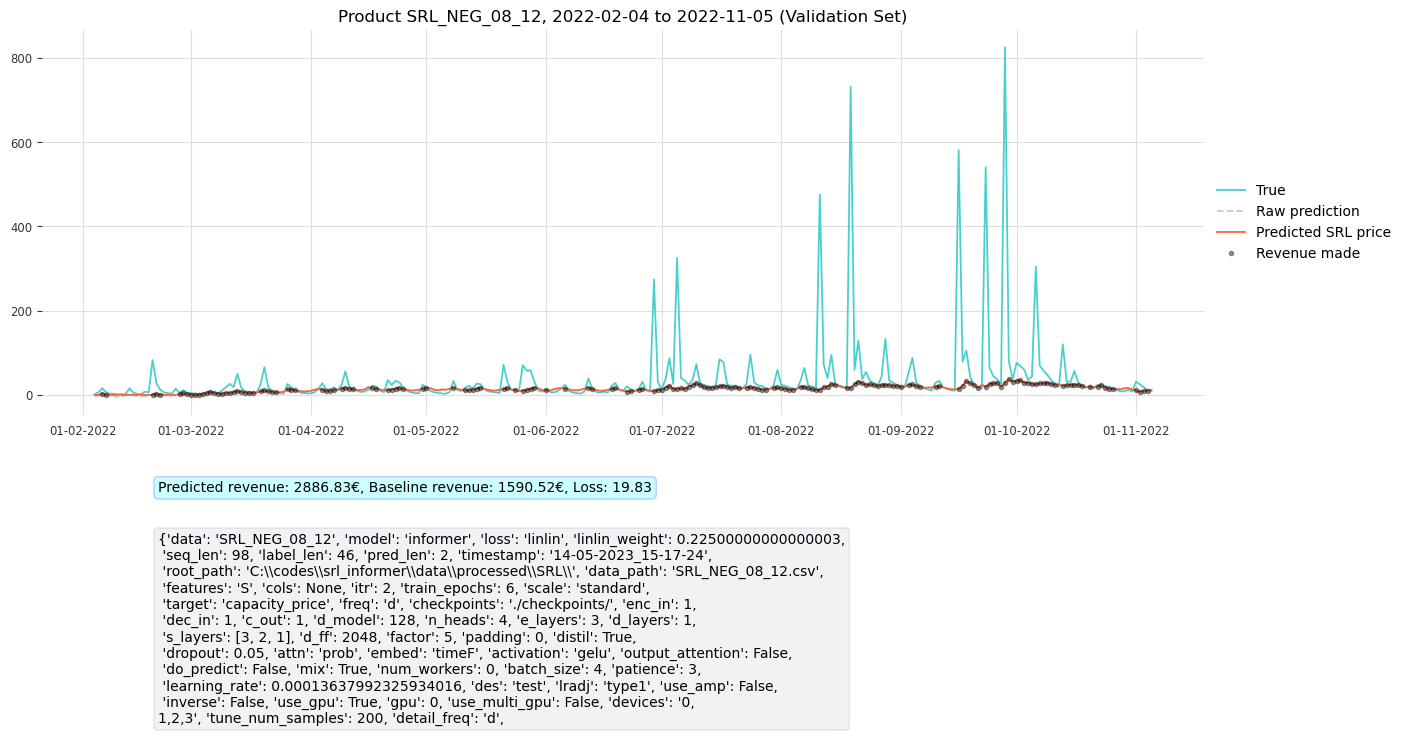 Product SRL_NEG_08_12, 2022-02-04 to 2022-11-05 (Validation Set)
800
600
400
200
0
01-02-2022 01-03-2022 01-04-2022 01-05-2022 01-06-2022 01-07-2022 01-08-2022 01-09-2022 01-10-2022 01-11-2022
True
Raw prediction
Predicted SRL price
Revenue made
Predicted revenue: 2886.83€, Baseline revenue: 1590.52€, Loss: 19.83
{'data': 'SRL_NEG_08_12', 'model': 'informer', 'loss': 'linlin', 'linlin_weight': 0.22500000000000003,
'seq_len': 98, 'label_len': 46, 'pred_len': 2, 'timestamp': '14-05-2023_15-17-24',
'root_path': 'C:\\codes\\srl_informer\\data\\processed\\SRL\\', 'data_path': 'SRL_NEG_08_12.csv',
'features': 'S', 'cols': None, 'itr': 2, 'train_epochs': 6, 'scale': 'standard',
'target': 'capacity_price', 'freq': 'd', 'checkpoints': './checkpoints/', 'enc_in': 1,
'dec_in': 1, 'c_out': 1, 'd_model': 128, 'n_heads': 4, 'e_layers': 3, 'd_layers': 1,
's_layers': [3, 2, 1], 'd_ff': 2048, 'factor': 5, 'padding': 0, 'distil': True,
'dropout': 0.05, 'attn': 'prob', 'embed': 'timeF', 'activation': 'gelu', 'output_attention': False,
'do_predict': False, 'mix': True, 'num_workers': 0, 'batch_size': 4, 'patience': 3,
'learning_rate': 0.00013637992325934016, 'des': 'test', 'lradj': 'type1', 'use_amp': False,
'inverse': False, 'use_gpu': True, 'gpu': 0, 'use_multi_gpu': False, 'devices': '0,
1,2,3', 'tune_num_samples': 200, 'detail_freq': 'd',